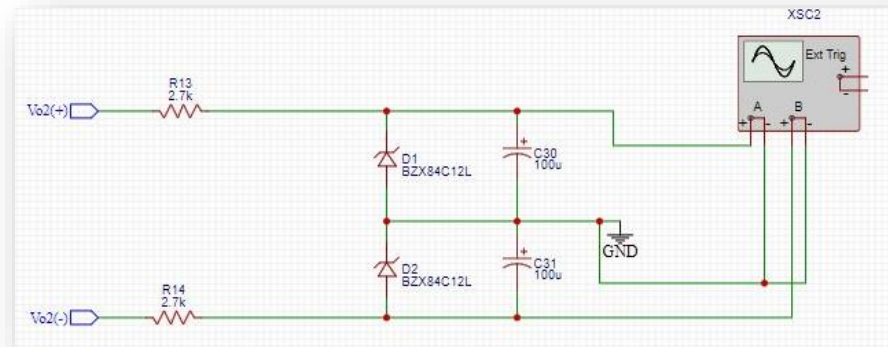 XSC2
Ext Trig
+
-
A
B
+
-
+
-
R13
2.7k
Vo2(+)
D1
BZX84C12L
+
C30
100u
GND
D2
BZX84C12L
+
C31
100u
R14
2.7k
Vo2(-)